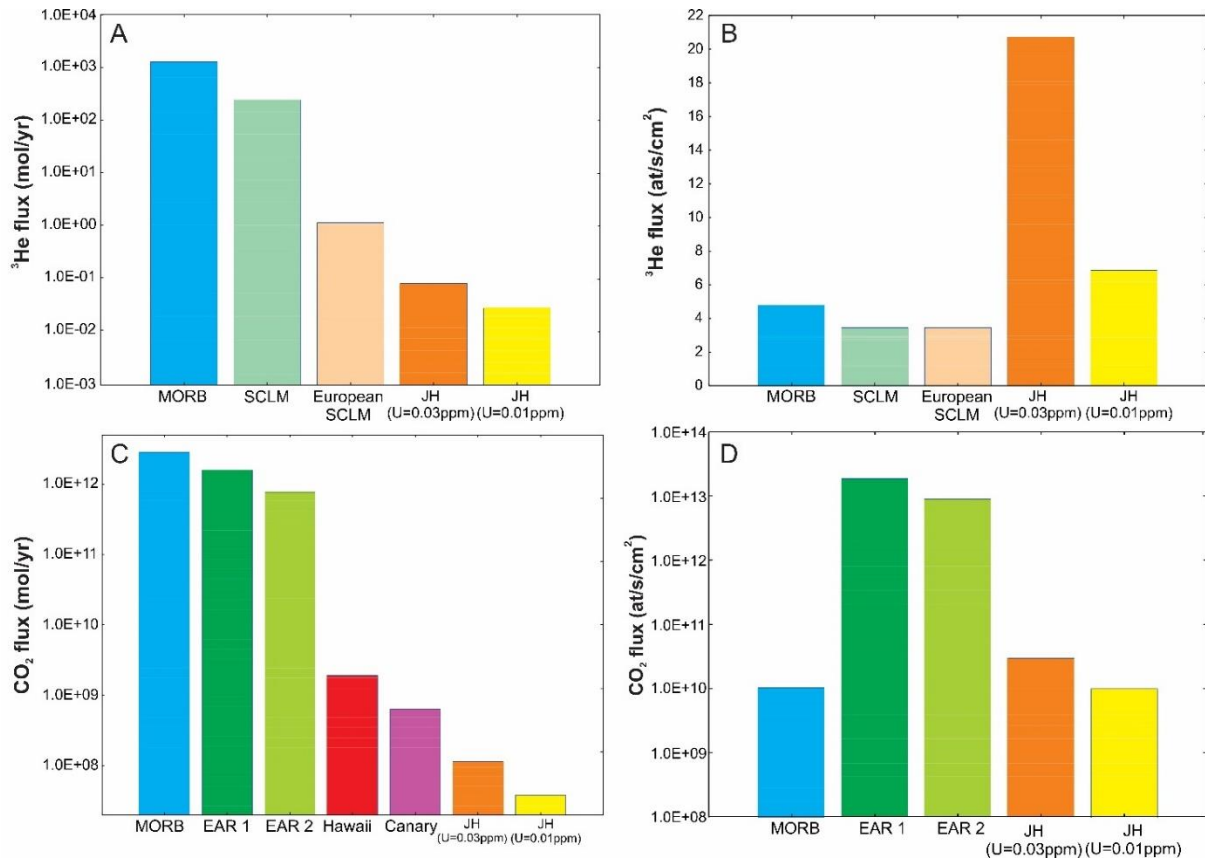 A
³He flux (mol/yr)
1.0E+04
1.0E+03
1.0E+02
1.0E+01
1.0E+00
1.0E-01
1.0E-02
1.0E-03
MORB
SCLM
European
SCLM
JH
(U=0.03ppm)
JH
(U=0.01ppm)
B
³He flux (at/s/cm²)
22
20
18
16
14
12
10
8
6
4
2
0
MORB
SCLM
European
SCLM
JH
(U=0.03ppm)
JH
(U=0.01ppm)
C
CO₂ flux (mol/yr)
1.0E+12
1.0E+11
1.0E+10
1.0E+09
1.0E+08
MORB
EAR 1
EAR 2
Hawaii
Canary
JH
(U=0.03ppm)
JH
(U=0.01ppm)
D
CO₂ flux (at/s/cm²)
1.0E+14
1.0E+13
1.0E+12
1.0E+11
1.0E+10
1.0E+09
1.0E+08
MORB
EAR 1
EAR 2
JH
(U=0.03ppm)
JH
(U=0.01ppm)